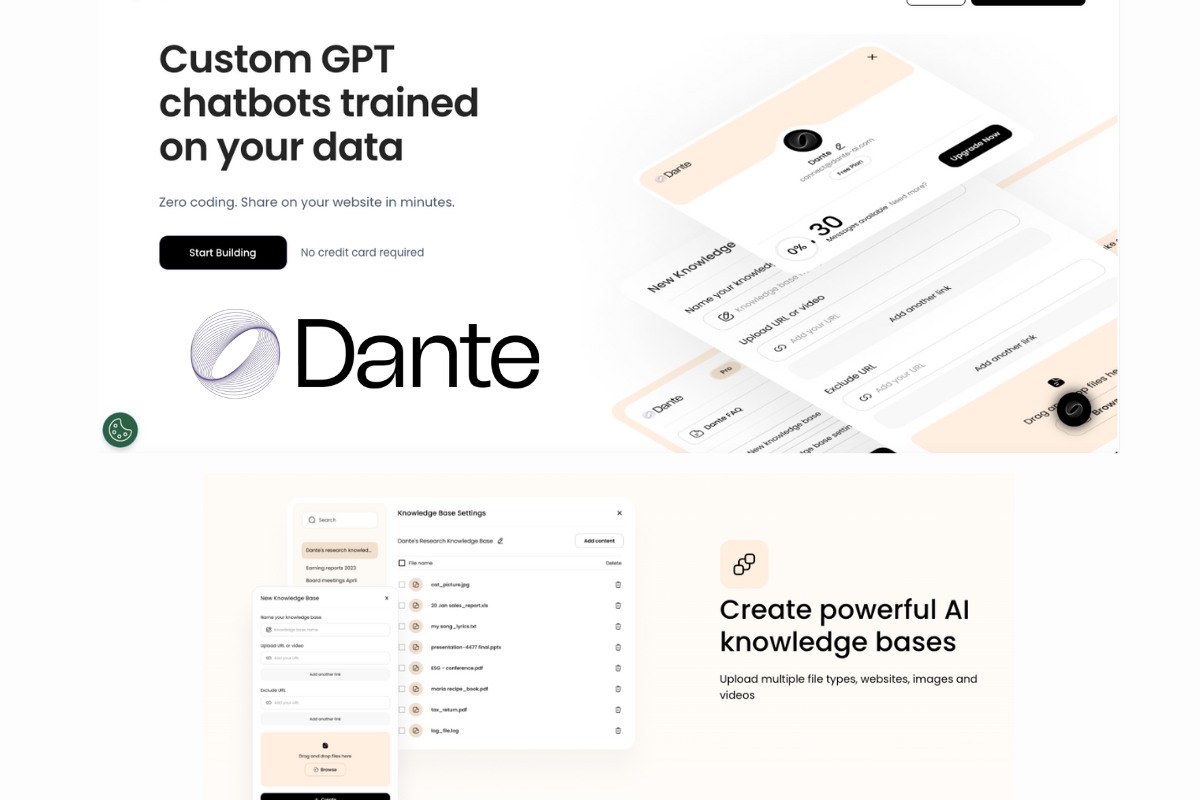 Custom GPT
chatbots trained
on your data
Zero coding. Share on your website in minutes.
Start Building
No credit card required
Dante
Dante
Dante
connect@dante-ai.com
Free Plan
Upgrade Now
0%
30
Messages available
Need more?
New Knowledge
Name your knowled
Knowledge base
Upload URL or video
Add your URL
Add another link
Exclude URL
Add your URL
Add another link
Drag and drop files he
Brow
Pro
Dante
Dante FAQ
New knowledge base
base settin
Search
Dante's research knowled...
Earning reports 2023
Board meetings April
Knowledge Base Settings
Dante's Research Knowledge Base
Add content
File name
Delete
cat_picture.jpg
20 Jan sales_report.xls
my song_lyrics.txt
presentation-4477 final.pptx
ESG - conference.pdf
maria recipe_book.pdf
tax_return.pdf
log_file.log
New Knowledge Base
Name your knowledge base
Knowledge base name
Upload URL or video
Add your URL
Add another link
Exclude URL
Add your URL
Add another link
Drag and drop files here
Browse
Create
Create powerful AI
knowledge bases
Upload multiple file types, websites, images and
videos